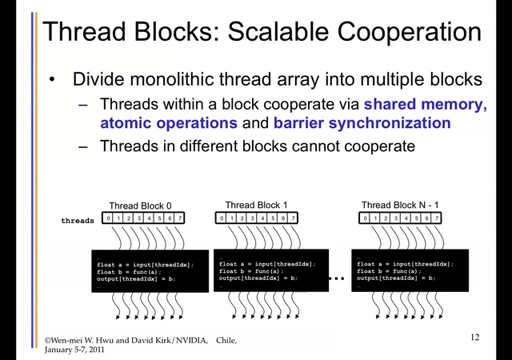 Thread Blocks: Scalable Cooperation
• Divide monolithic thread array into multiple blocks
– Threads within a block cooperate via shared memory,
atomic operations and barrier synchronization
– Threads in different blocks cannot cooperate
Thread Block 0
Thread Block 1
Thread Block N - 1
threads
0 1 2 3 4 5 6 7
0 1 2 3 4 5 6 7
0 1 2 3 4 5 6 7
…
float a = input[threadIdx];
float b = func(a);
output[threadIdx] = b;
…
…
float a = input[threadIdx];
float b = func(a);
output[threadIdx] = b;
…
...
…
float a = input[threadIdx];
float b = func(a);
output[threadIdx] = b;
…
©Wen-mei W. Hwu and David Kirk/NVIDIA, Chile,
January 5-7, 2011
12